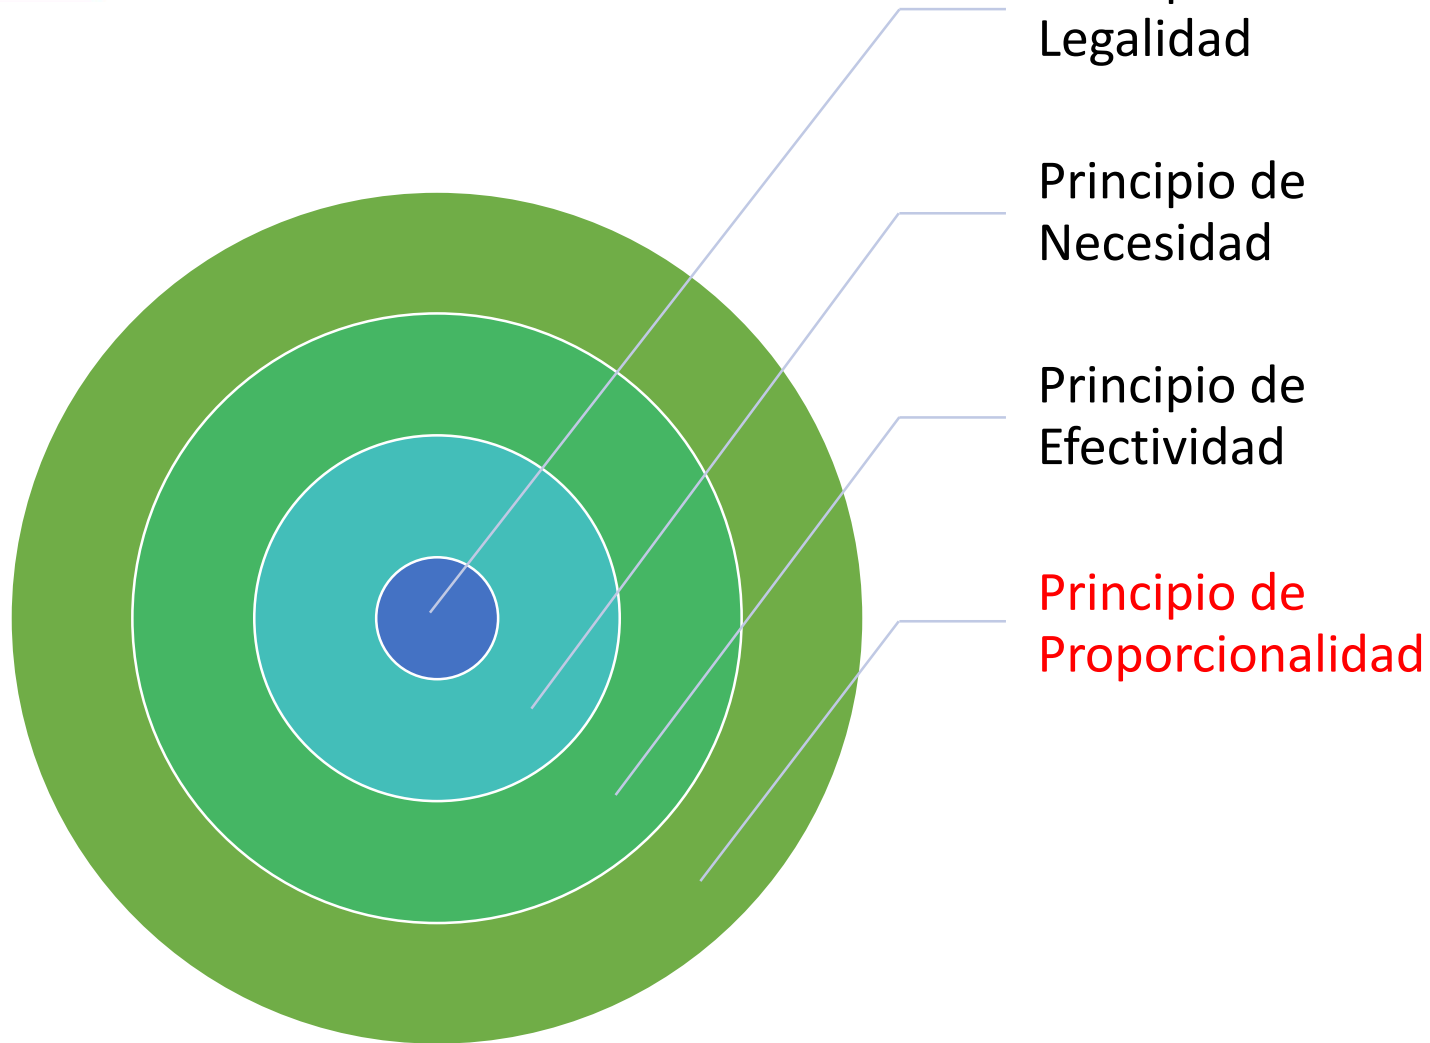 Legalidad
Principio de
Necesidad
Principio de
Efectividad
Principio de
Proporcionalidad